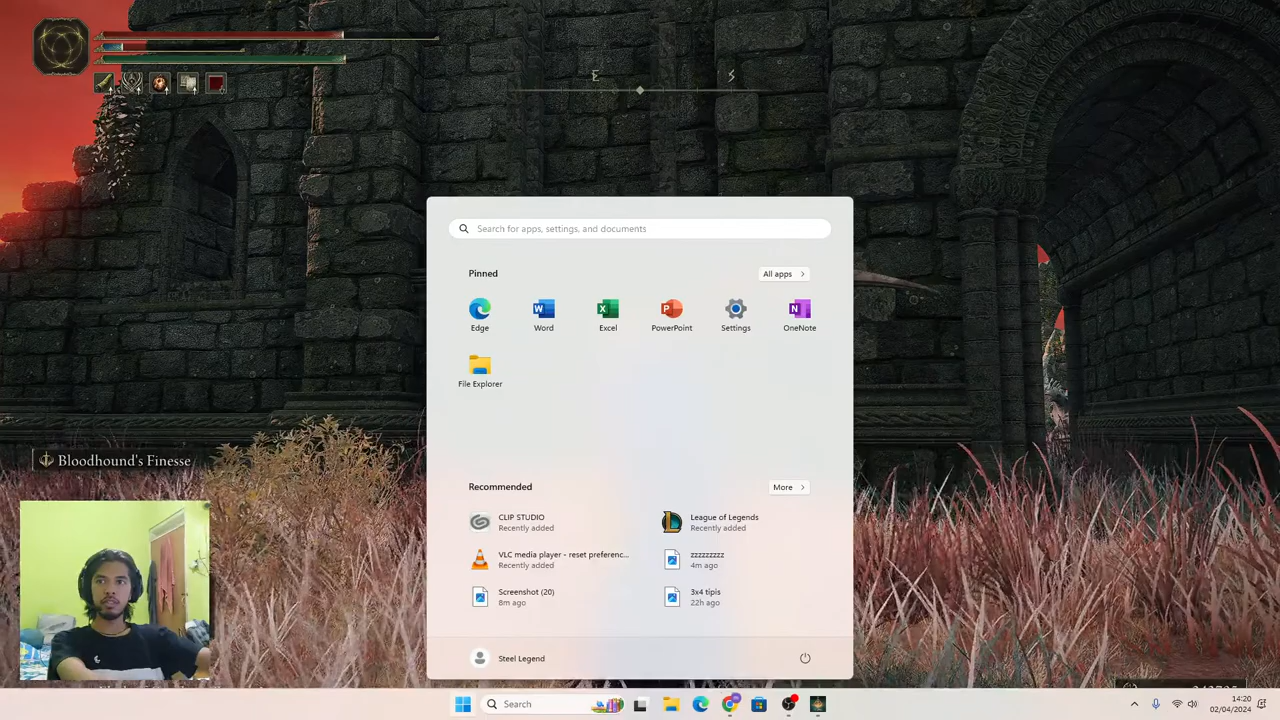 E
S
Search for apps, settings, and documents
Pinned
All apps
Edge
Word
Excel
PowerPoint
Settings
OneNote
File Explorer
Bloodhound's Finesse
Recommended
More
CLIP STUDIO
Recently added
League of Legends
Recently added
VLC media player - reset preferenc...
Recently added
zzzzzzzzz
4m ago
Screenshot (20)
8m ago
3x4 tipis
22h ago
Steel Legend
Search
14:20
02/04/2024